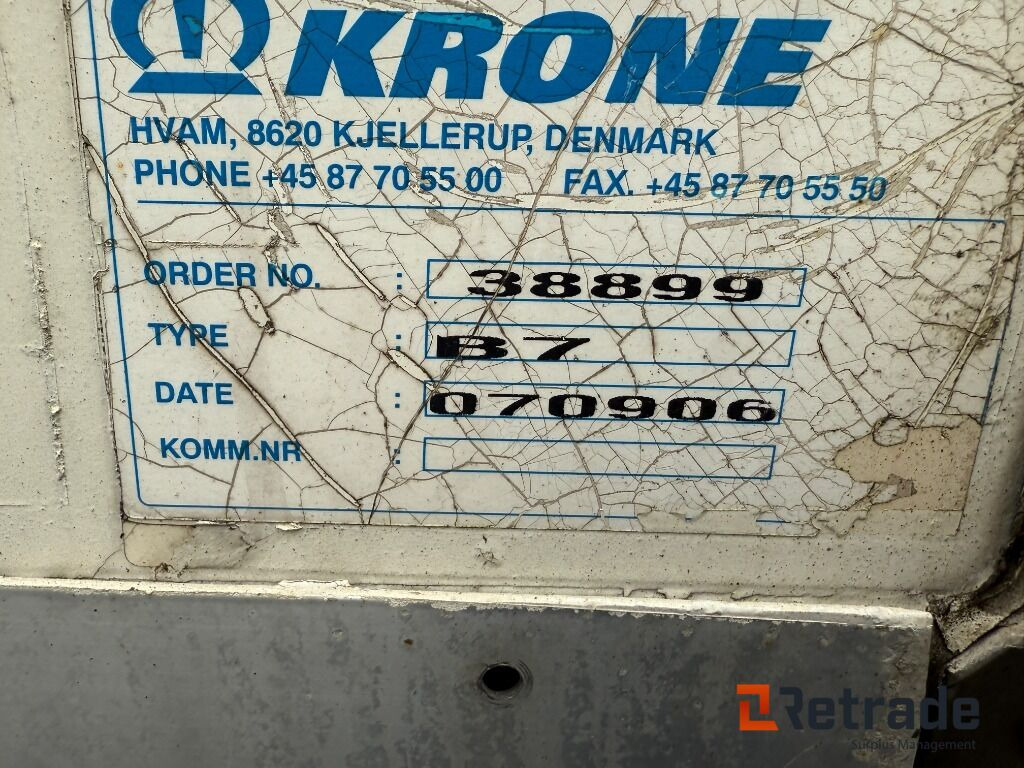 KRONE
HVAM, 8620 KJELLERUP, DENMARK
PHONE +45 87 70 55 00 FAX. +45 87 70 55 50
ORDER NO. : 38899
TYPE : B7
DATE : 070906
KOMM.NR :
Retrade
Surplus Management